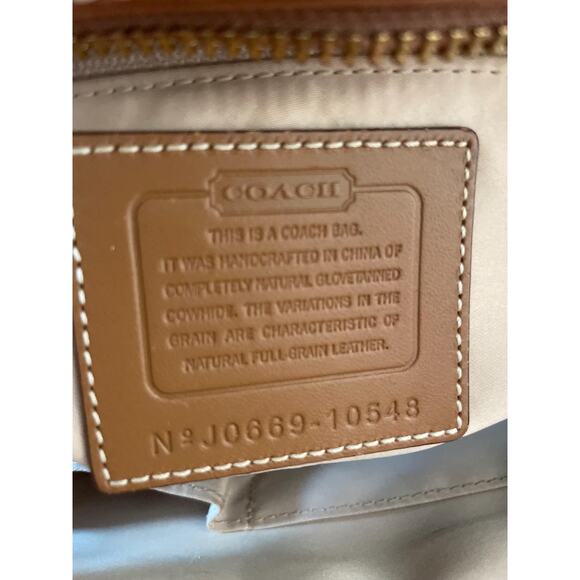 COACH
THIS IS A COACH BAG.
IT WAS HANDCRAFTED IN CHINA OF
COMPLETELY NATURAL GLOVETANNED
COWHIDE. THE VARIATIONS IN THE
GRAIN ARE CHARACTERISTIC OF
NATURAL FULL-GRAIN LEATHER.
Nº J0669-10548